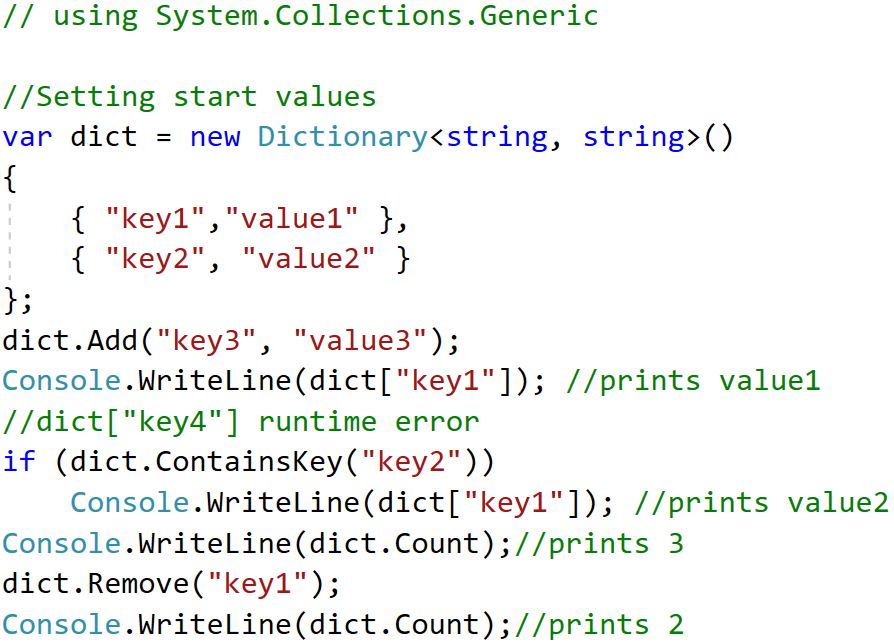 // using System.Collections.Generic
//Setting start values
var dict = new Dictionary<string, string>()
{
    { "key1","value1" },
    { "key2", "value2" }
};
dict.Add("key3", "value3");
Console.WriteLine(dict["key1"]); //prints value1
//dict["key4"] runtime error
if (dict.ContainsKey("key2"))
    Console.WriteLine(dict["key1"]); //prints value2
Console.WriteLine(dict.Count);//prints 3
dict.Remove("key1");
Console.WriteLine(dict.Count);//prints 2